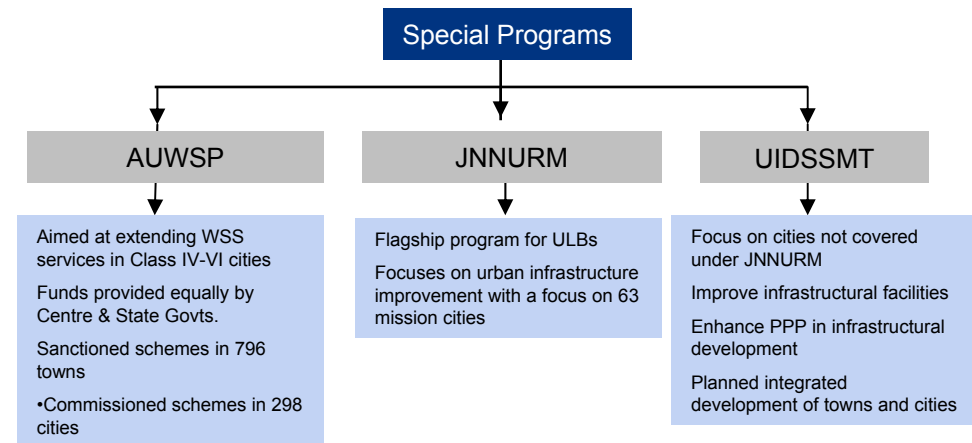 Special Programs
AUWSP
Aimed at extending WSS
services in Class IV-VI cities
Funds provided equally by
Centre & State Govts.
Sanctioned schemes in 796
towns
•Commissioned schemes in 298
cities
JNNURM
Flagship program for ULBs
Focuses on urban infrastructure
improvement with a focus on 63
mission cities
UIDSSMT
Focus on cities not covered
under JNNURM
Improve infrastructural facilities
Enhance PPP in infrastructural
development
Planned integrated
development of towns and cities